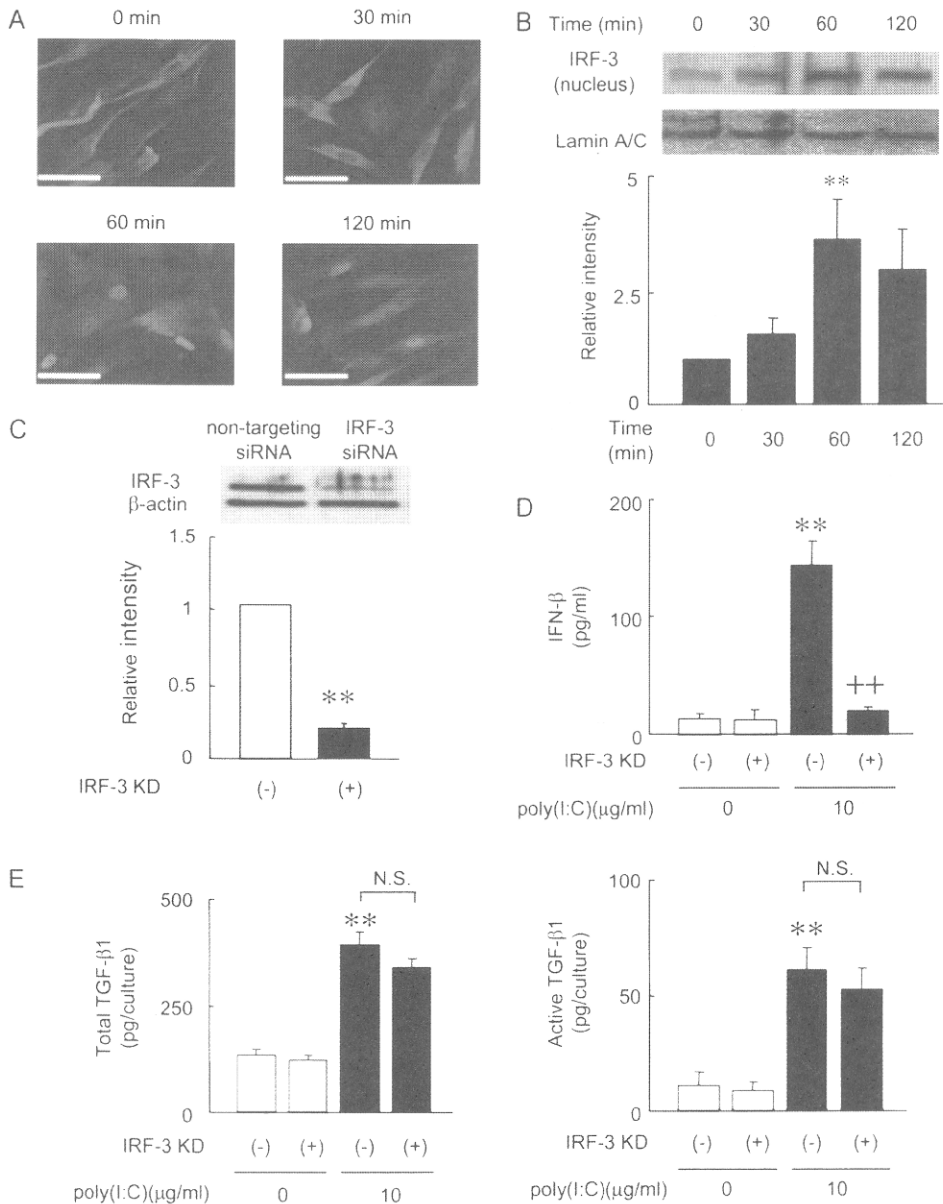 A
0 min
30 min
60 min
120 min
B
Time (min) 0 30 60 120
IRF-3
(nucleus)
Lamin A/C
Relative intensity
5
2.5
0
**
Time
(min)
0 30 60 120
C
non-targeting
siRNA
IRF-3
siRNA
IRF-3
β-actin
Relative intensity
1.5
1
0.5
0
**
IRF-3 KD (-) (+)
D
IFN-β
(pg/ml)
200
100
0
**
++
IRF-3 KD (-) (+) (-) (+)
poly(I:C)(μg/ml) 0 10
E
Total TGF-β1
(pg/culture)
500
250
0
**
N.S.
IRF-3 KD (-) (+) (-) (+)
poly(I:C)(μg/ml) 0 10
Active TGF-β1
(pg/culture)
100
50
0
**
N.S.
IRF-3 KD (-) (+) (-) (+)
poly(I:C)(μg/ml) 0 10